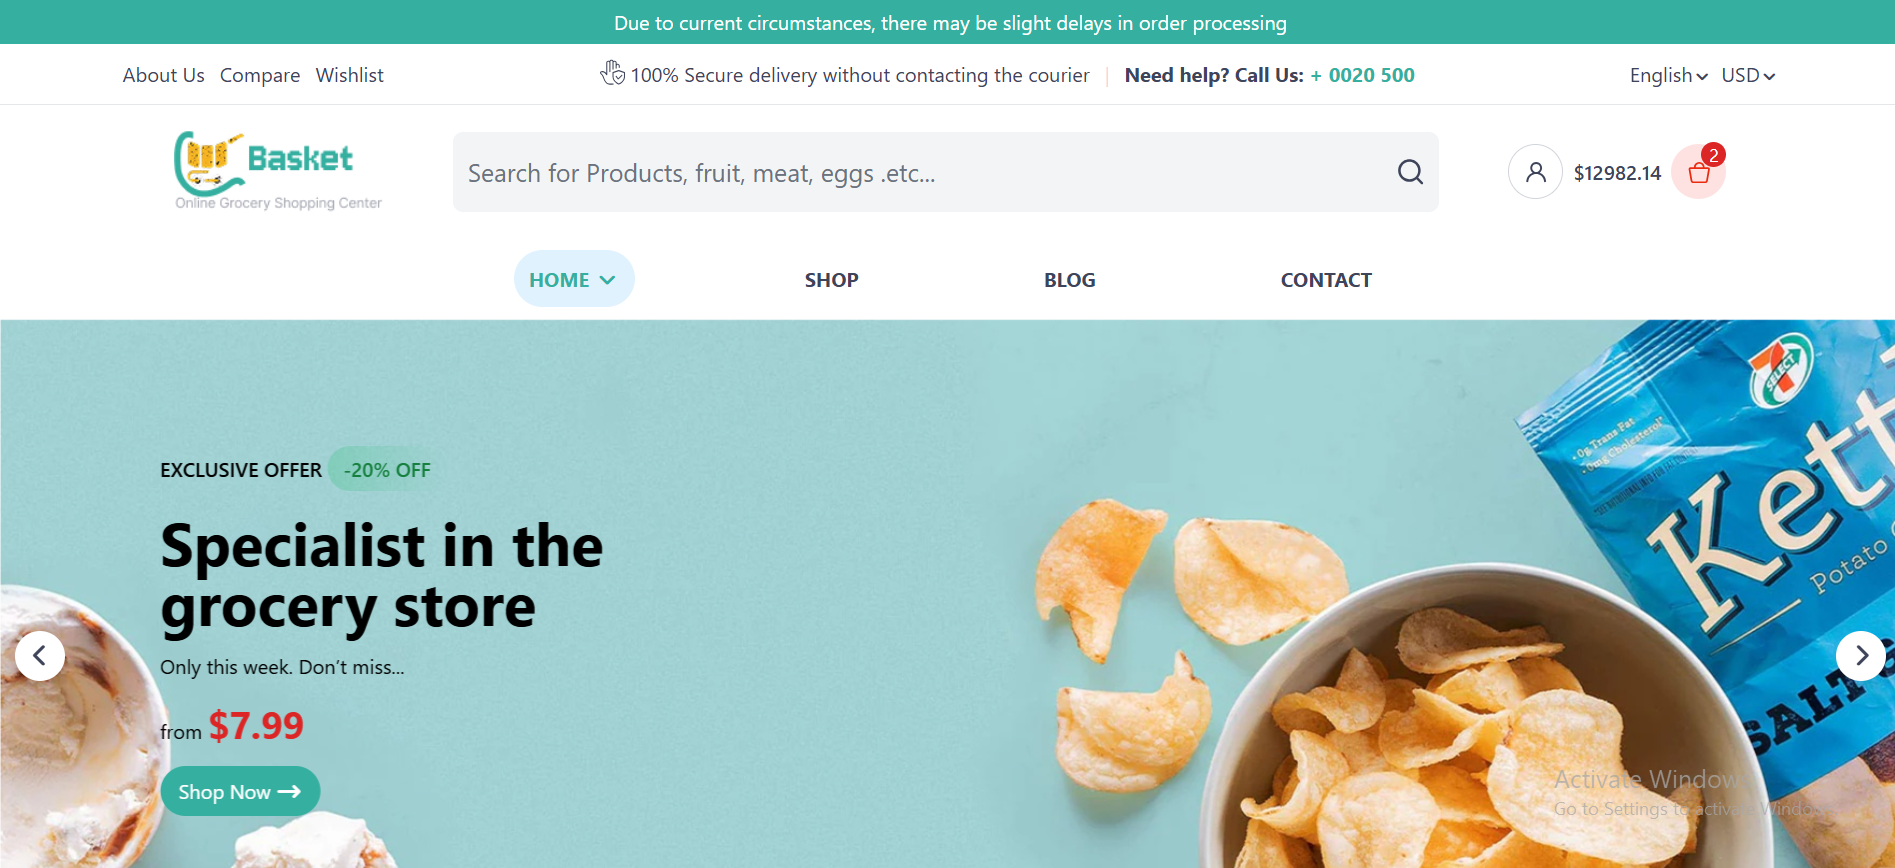 Due to current circumstances, there may be slight delays in order processing
About Us Compare Wishlist
100% Secure delivery without contacting the courier | Need help? Call Us: + 0020 500
English USD
Basket
Online Grocery Shopping Center
Search for Products, fruit, meat, eggs .etc...
$12982.14
2
HOME SHOP BLOG CONTACT
EXCLUSIVE OFFER -20% OFF
Specialist in the
grocery store
Only this week. Don't miss...
from $7.99
Shop Now
SELECT
0g Trans Fat
0mg Cholesterol
Kett
Potato
SALT
Activate Windows
Go to Settings to activate Windows